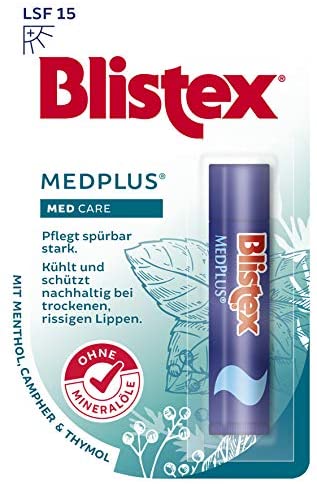 LSF 15
Blistex®
MEDPLUS®
MED CARE
Pflegt spürbar
stark.
Kühlt und
schützt
nachhaltig bei
trockenen,
rissigen Lippen.
MIT MENTHOL, CAMPHER & THYMOL
OHNE
MINERALÖLE
Blistex
MEDPLUS®